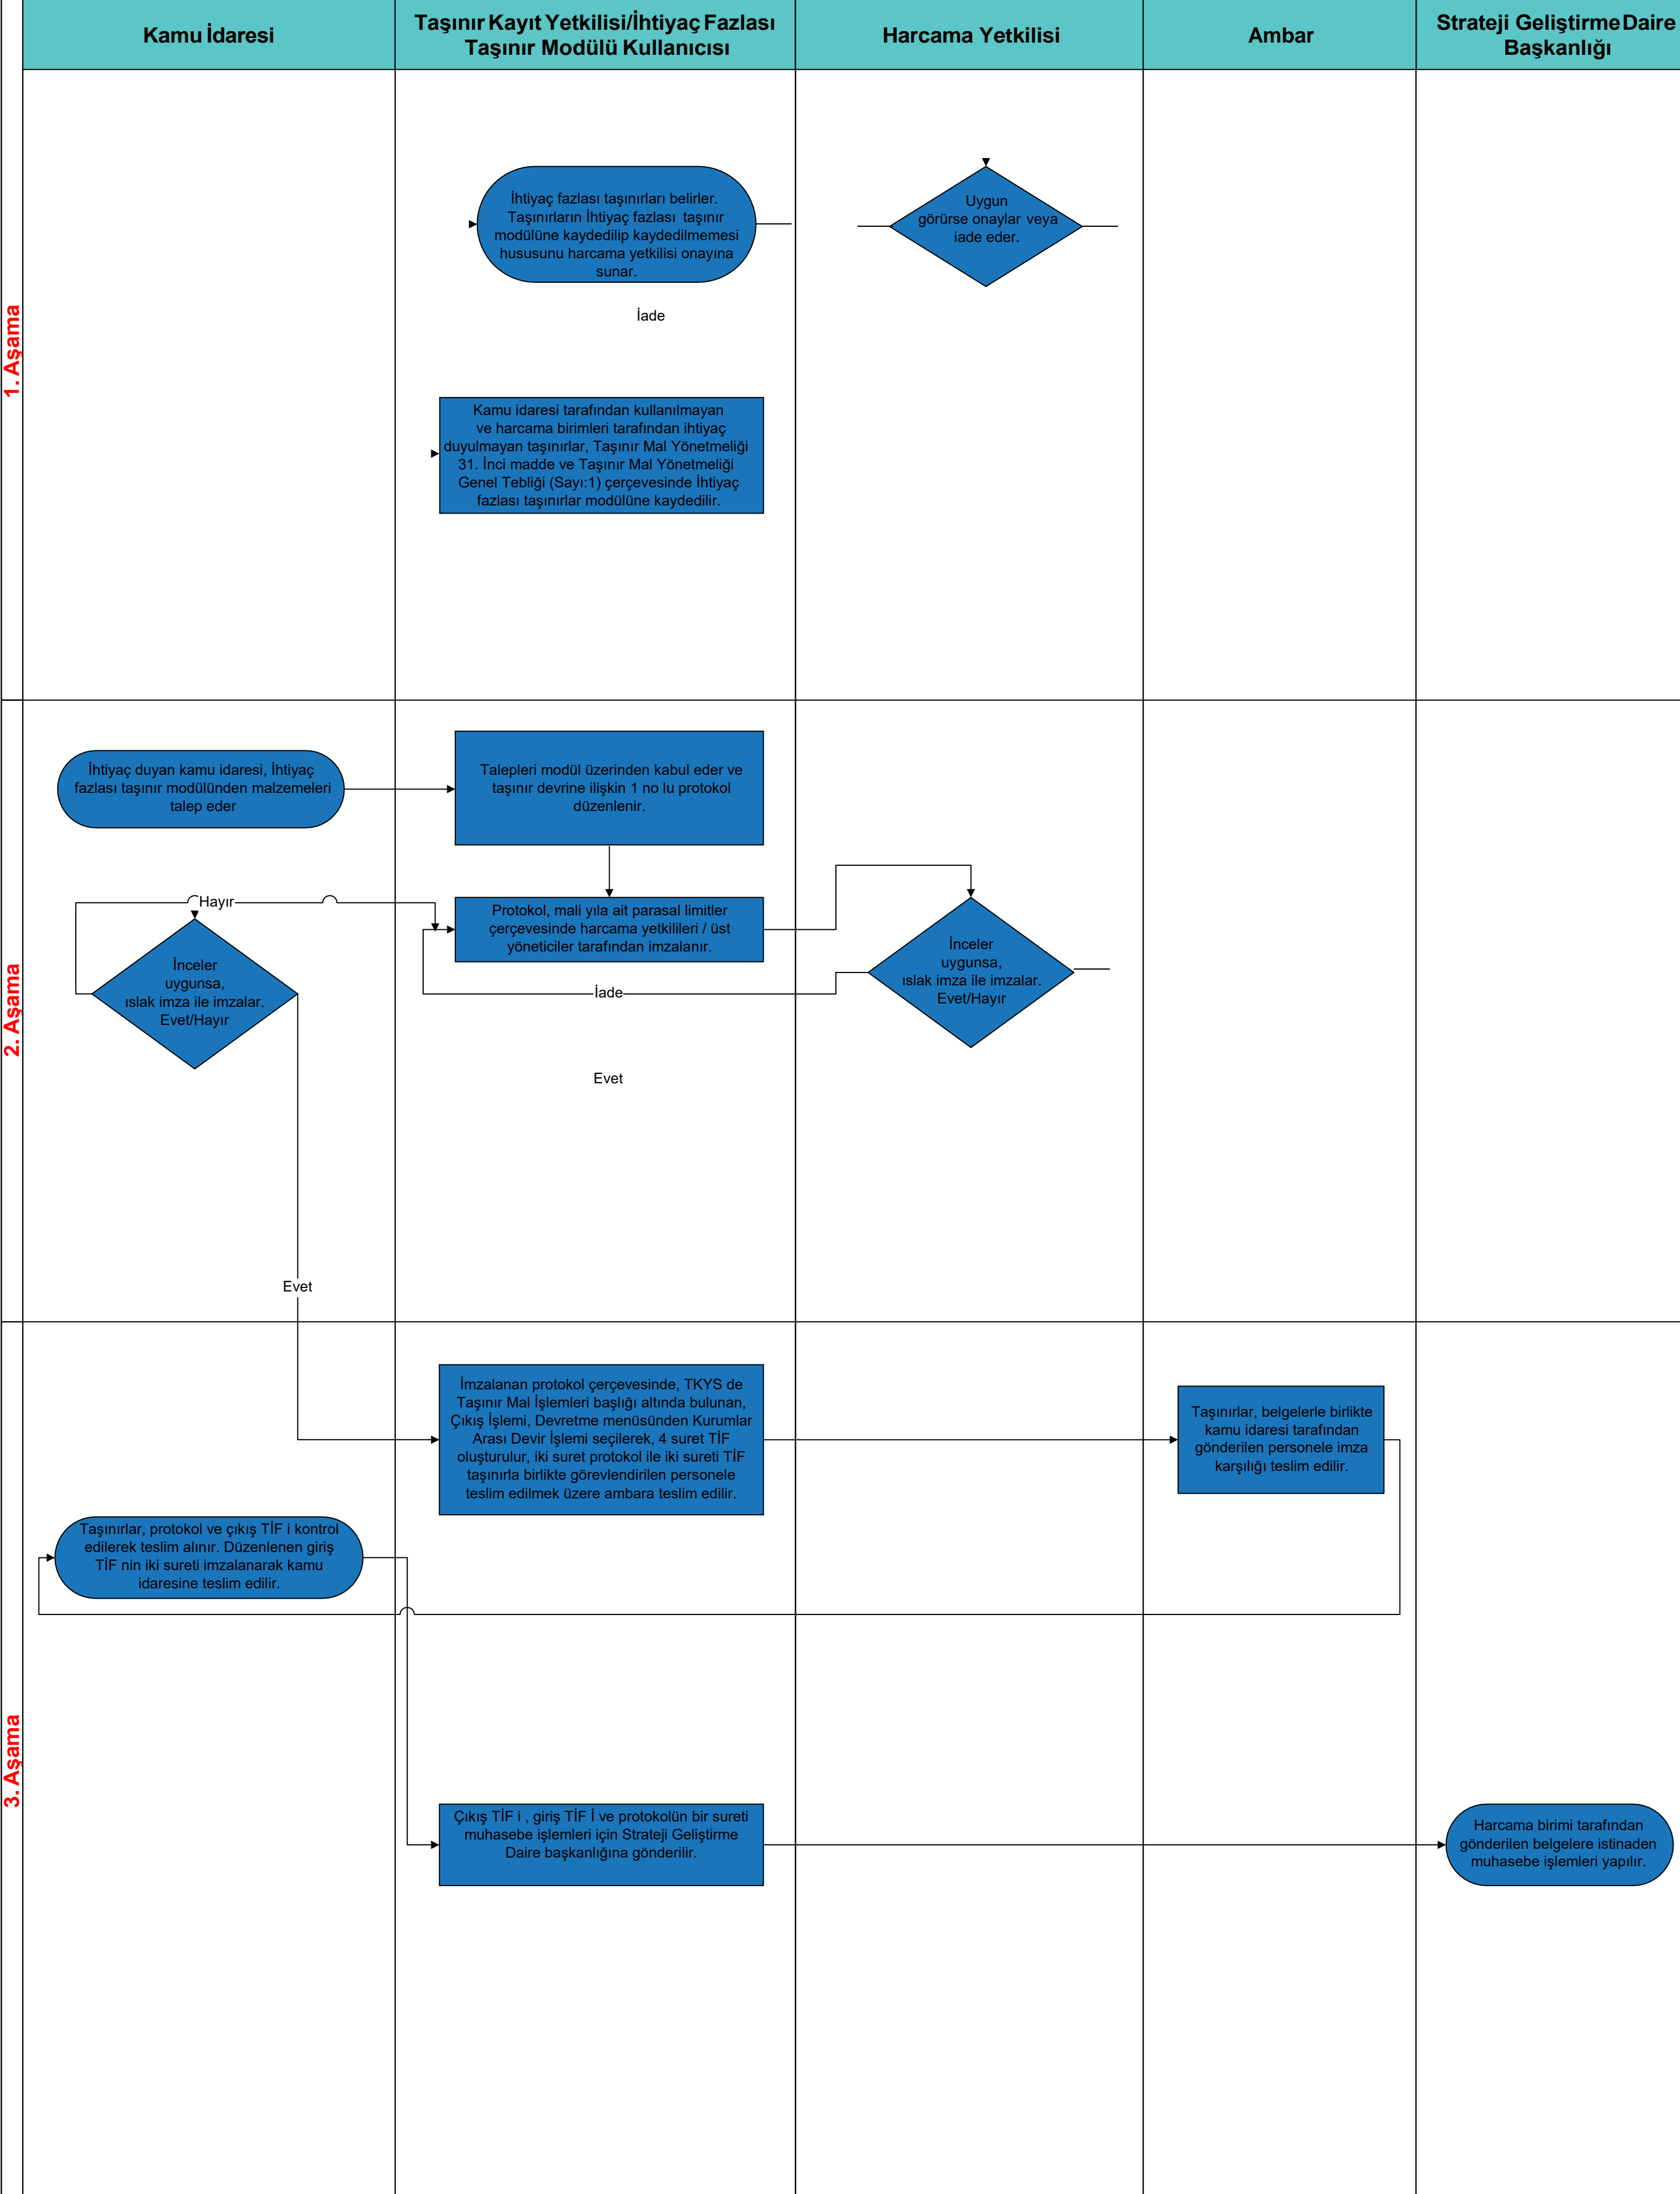 Kamu İdaresi
Taşınır Kayıt Yetkilisi/İhtiyaç Fazlası
Taşınır Modülü Kullanıcısı
Harcama Yetkilisi
Ambar
Strateji Geliştirme Daire
Başkanlığı
1. Aşama
İhtiyaç fazlası taşınırları belirler.
Taşınırların İhtiyaç fazlası taşınır
modülüne kaydedilip kaydedilmemesi
hususunu harcama yetkilisi onayına
sunar.
Uygun
görürse onaylar veya
iade eder.
İade
Kamu idaresi tarafından kullanılmayan
ve harcama birimleri tarafından ihtiyaç
duyulmayan taşınırlar, Taşınır Mal Yönetmeliği
31. İnci madde ve Taşınır Mal Yönetmeliği
Genel Tebliği (Sayı:1) çerçevesinde İhtiyaç
fazlası taşınırlar modülüne kaydedilir.
2. Aşama
İhtiyaç duyan kamu idaresi, İhtiyaç
fazlası taşınır modülünden malzemeleri
talep eder
Talepleri modül üzerinden kabul eder ve
taşınır devrine ilişkin 1 no lu protokol
düzenlenir.
Hayır
Protokol, mali yıla ait parasal limitler
çerçevesinde harcama yetkilileri / üst
yöneticiler tarafından imzalanır.
İnceler
uygunsa,
ıslak imza ile imzalar.
Evet/Hayır
İnceler
uygunsa,
ıslak imza ile imzalar.
Evet/Hayır
İade
Evet
Evet
3. Aşama
İmzalanan protokol çerçevesinde, TKYS de
Taşınır Mal İşlemleri başlığı altında bulunan,
Çıkış İşlemi, Devretme menüsünden Kurumlar
Arası Devir İşlemi seçilerek, 4 suret TİF
oluşturulur, iki suret protokol ile iki sureti TİF
taşınırla birlikte görevlendirilen personele
teslim edilmek üzere ambara teslim edilir.
Taşınırlar, belgelerle birlikte
kamu idaresi tarafından
gönderilen personele imza
karşılığı teslim edilir.
Taşınırlar, protokol ve çıkış TİF i kontrol
edilerek teslim alınır. Düzenlenen giriş
TİF nin iki sureti imzalanarak kamu
idaresine teslim edilir.
Çıkış TİF i , giriş TİF İ ve protokolün bir sureti
muhasebe işlemleri için Strateji Geliştirme
Daire başkanlığına gönderilir.
Harcama birimi tarafından
gönderilen belgelere istinaden
muhasebe işlemleri yapılır.